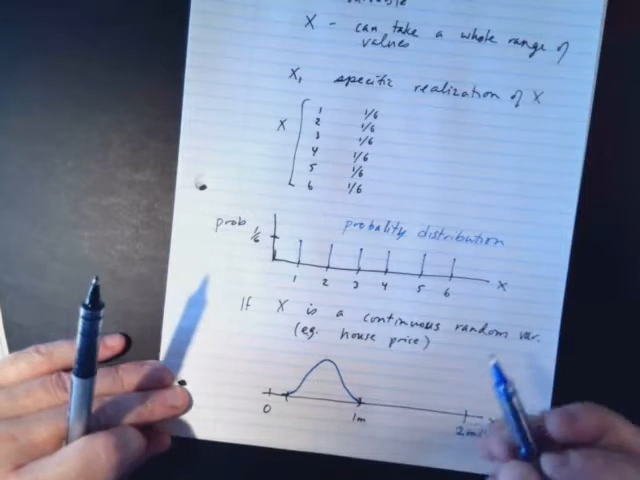 X - can take a whole range of
values
X₁ specific realization of X
X
1 1/6
2 1/6
3 1/6
4 1/6
5 1/6
6 1/6
prob
1/6
probality distribution
1 2 3 4 5 6 X
If X is a continuous random var.
(eg. house price)
0 1m